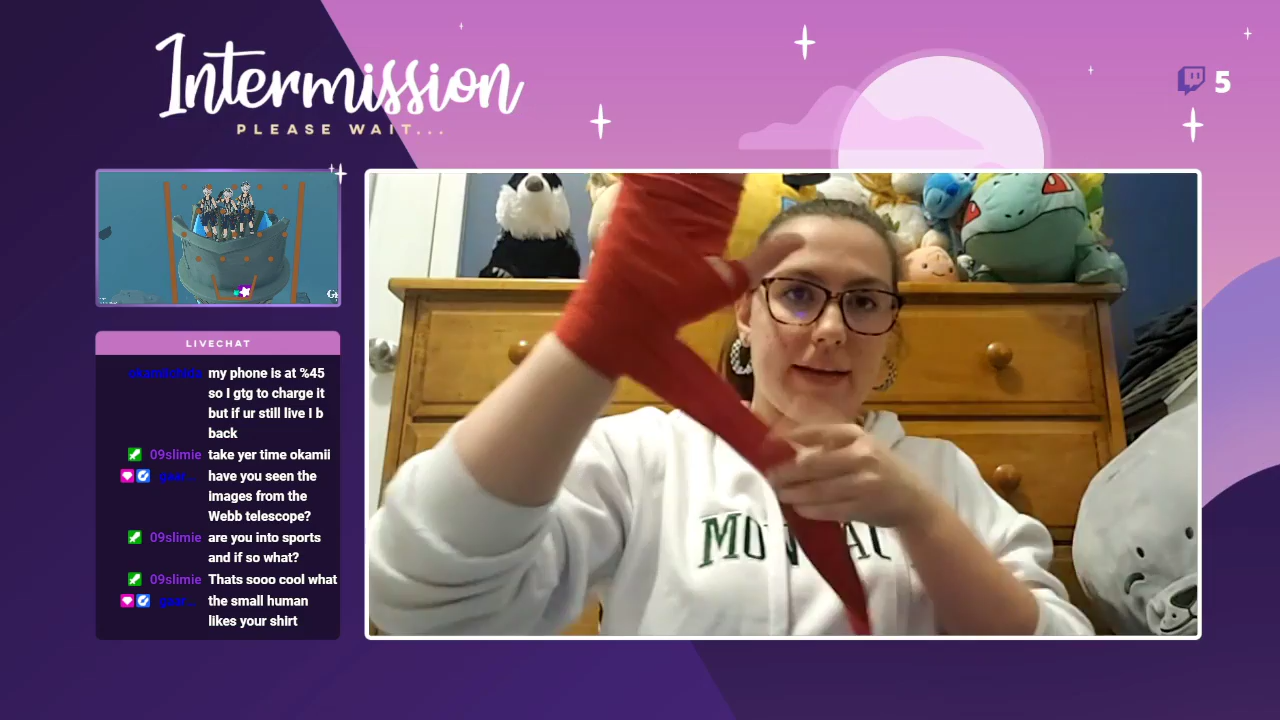 Intermission
PLEASE WAIT...
5
LIVECHAT
my phone is at %45
so I gtg to charge it
but if ur still live I b
back
09slimie take yer time okamii
have you seen the
images from the
Webb telescope?
09slimie are you into sports
and if so what?
09slimie Thats sooo cool what
the small human
likes your shirt